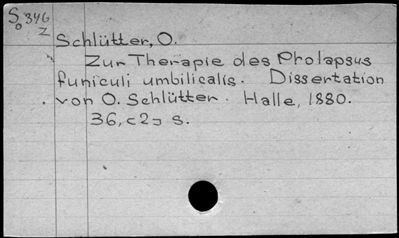 S 346
o
Z
Schlütter, O.
Zur Therapie des Prolapsus
funiculi umbilicalis. Dissertation
von O. Schlütter. Halle, 1880.
36, [2] S.